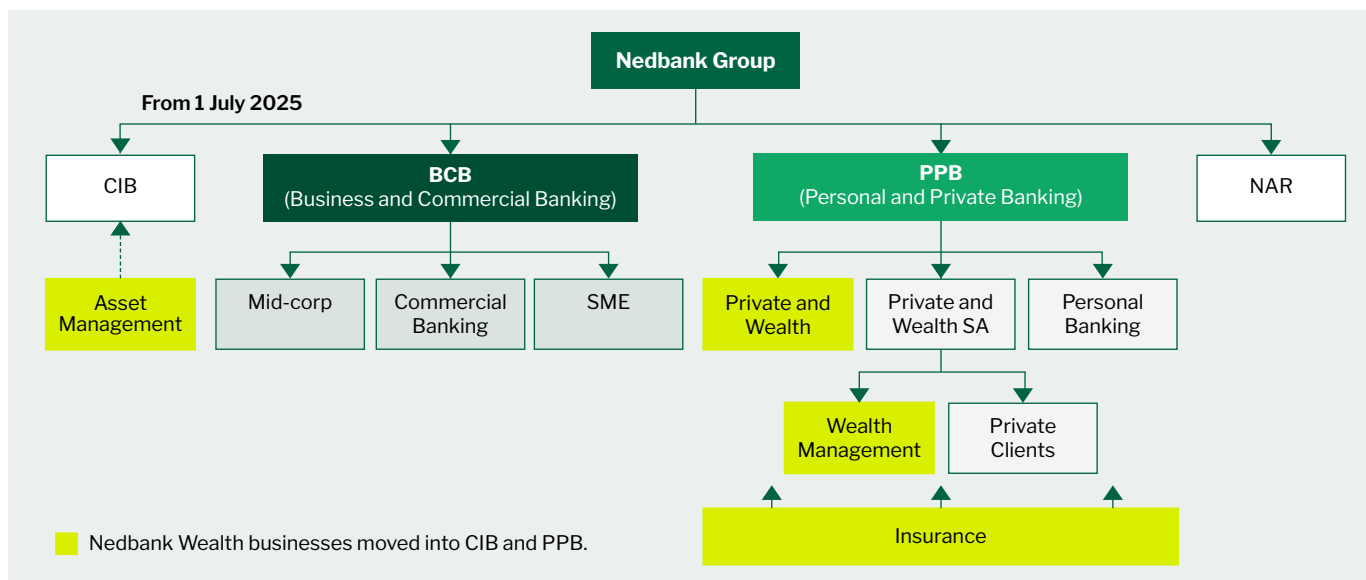 Nedbank Group
From 1 July 2025
CIB
BCB
(Business and Commercial Banking)
PPB
(Personal and Private Banking)
NAR
Asset
Management
Mid-corp
Commercial
Banking
SME
Private and
Wealth
Private and
Wealth SA
Personal
Banking
Wealth
Management
Private
Clients
Insurance
Nedbank Wealth businesses moved into CIB and PPB.